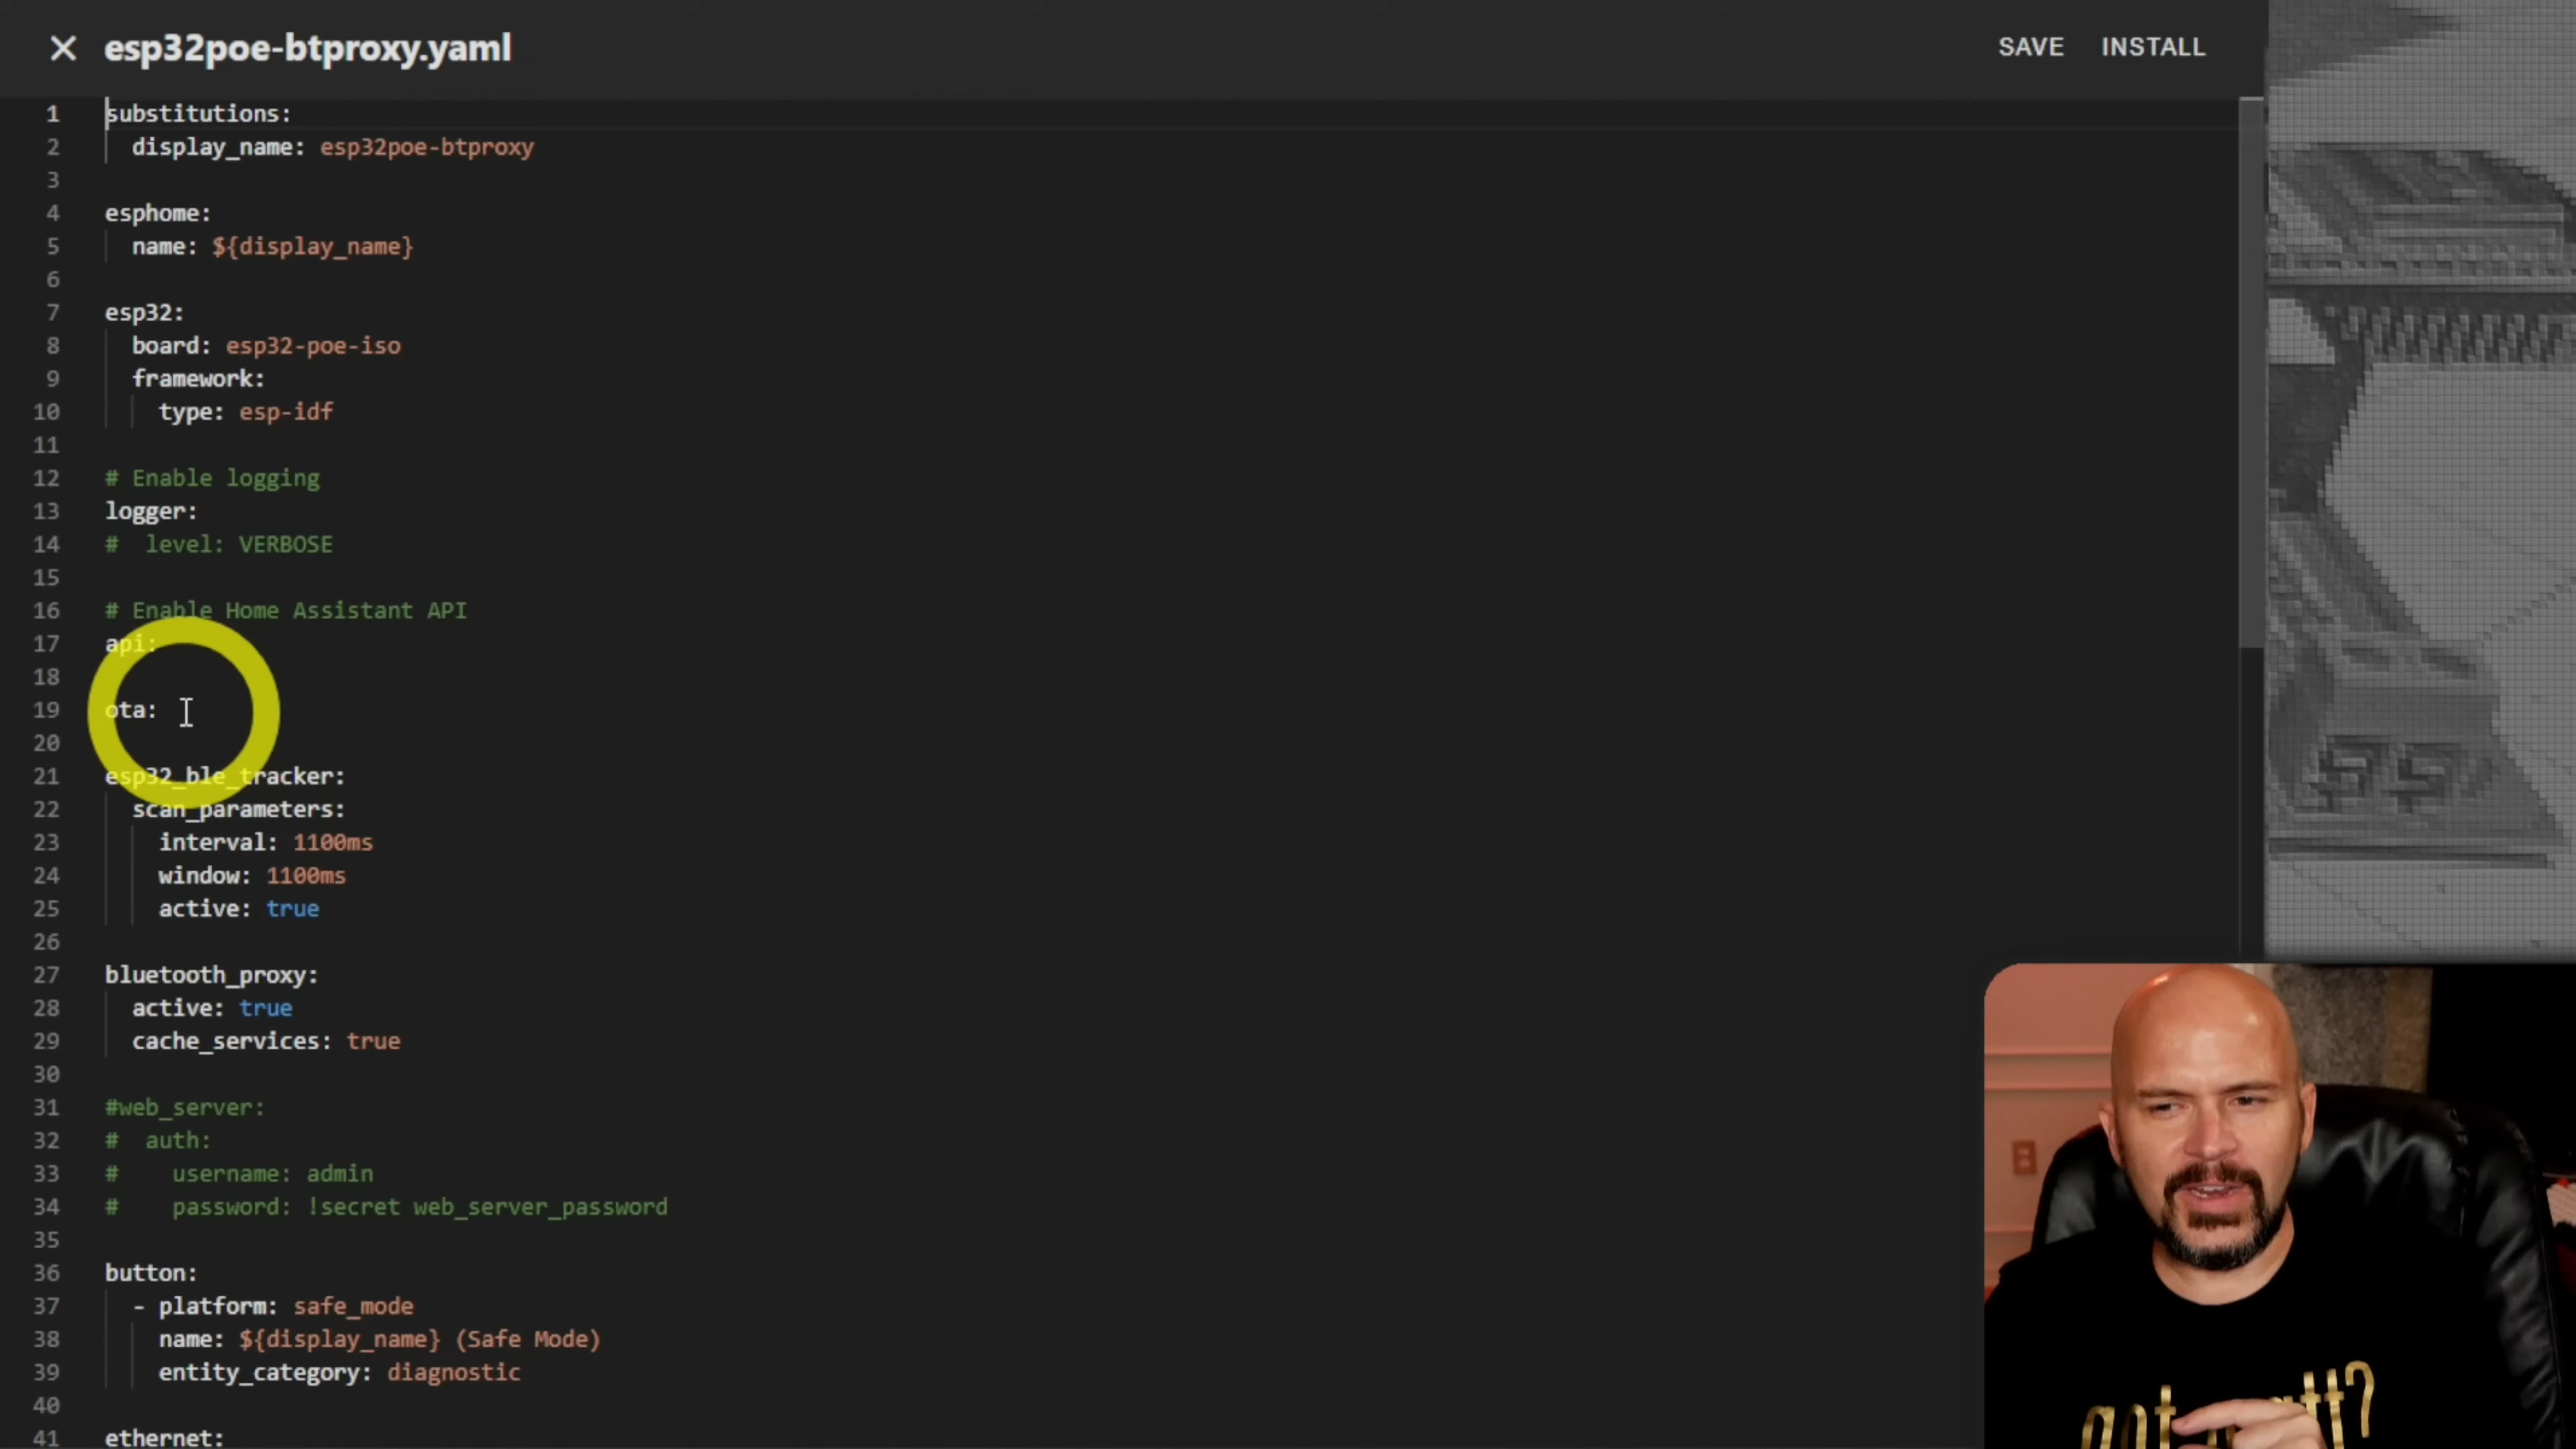 esp32poe-btproxy.yaml
SAVE INSTALL
1 substitutions:
2 display_name: esp32poe-btproxy
3
4 esphome:
5 name: ${display_name}
6
7 esp32:
8 board: esp32-poe-iso
9 framework:
10 type: esp-idf
11
12 # Enable logging
13 logger:
14 # level: VERBOSE
15
16 # Enable Home Assistant API
17 api:
18
19 ota:
20
21 esp32_ble_tracker:
22 scan_parameters:
23 interval: 1100ms
24 window: 1100ms
25 active: true
26
27 bluetooth_proxy:
28 active: true
29 cache_services: true
30
31 #web_server:
32 # auth:
33 # username: admin
34 # password: !secret web_server_password
35
36 button:
37 - platform: safe_mode
38 name: ${display_name} (Safe Mode)
39 entity_category: diagnostic
40
41 ethernet: